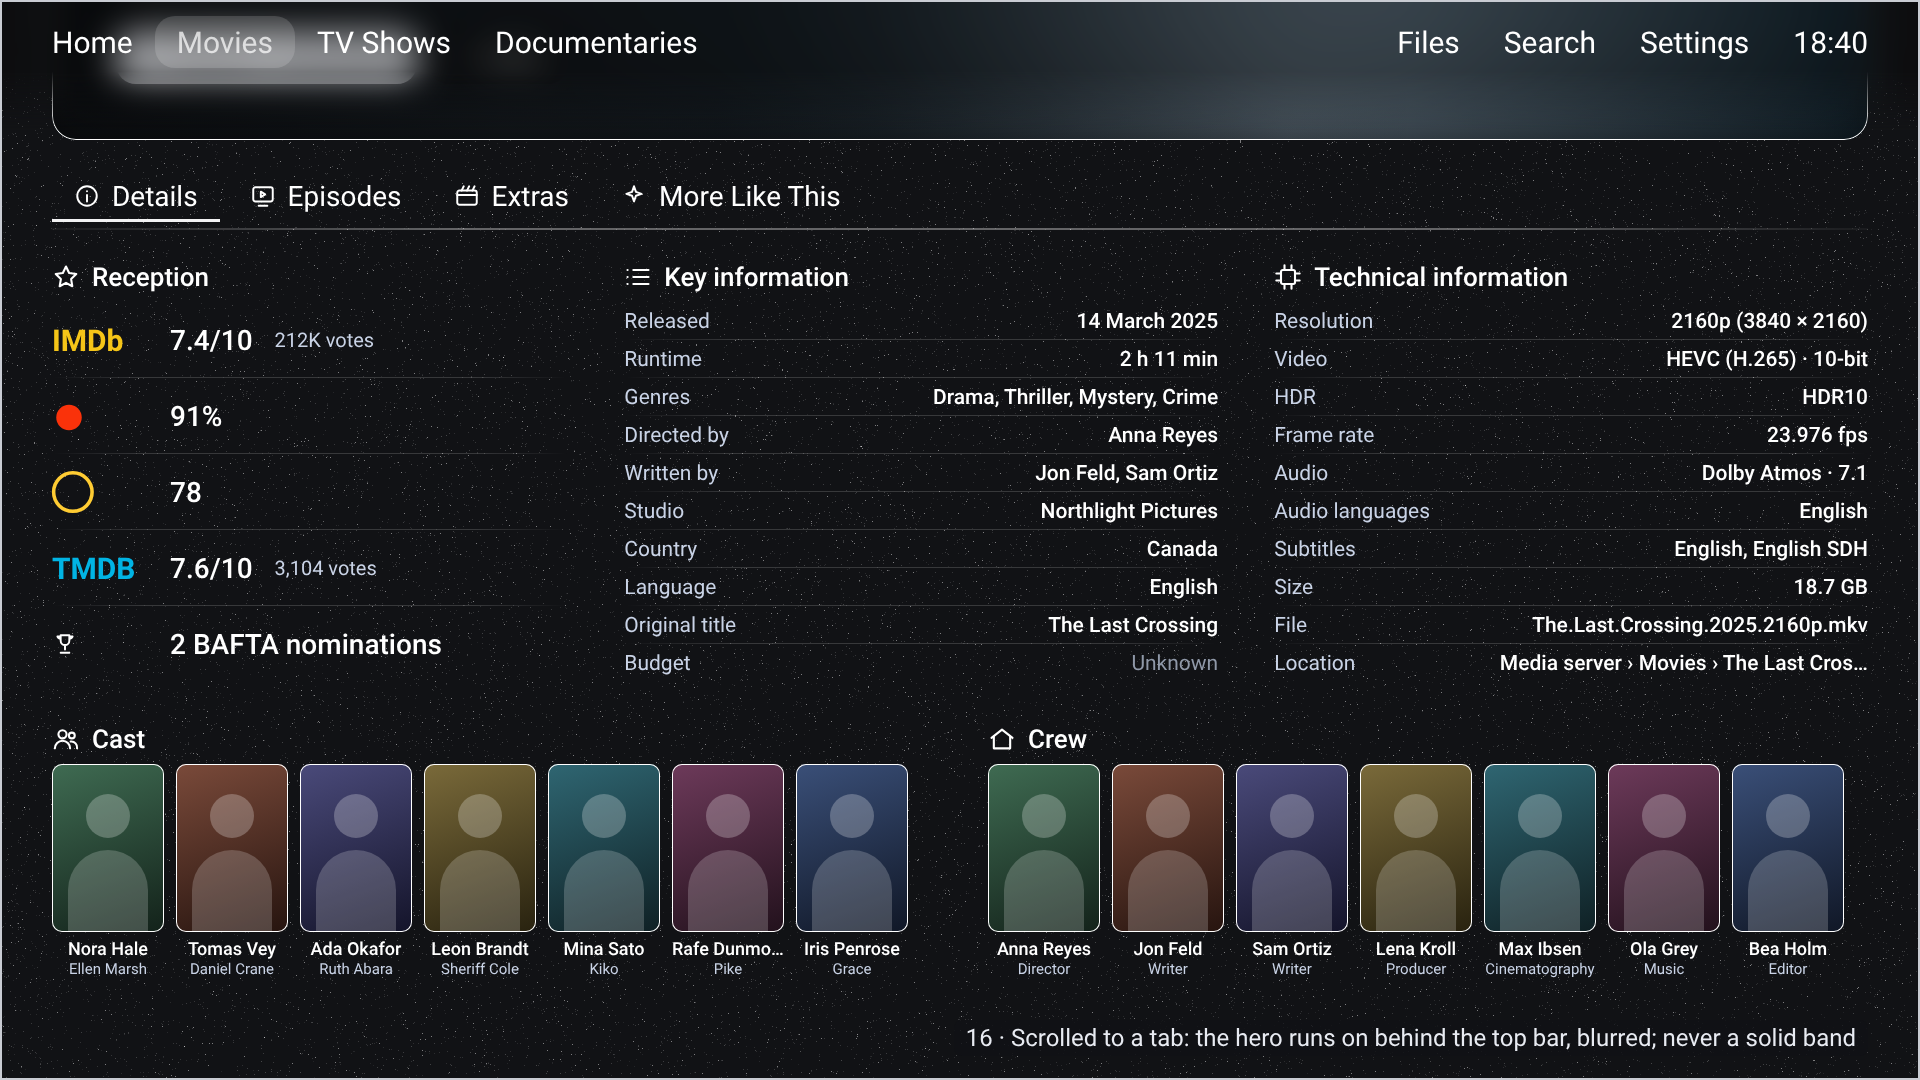 Home Movies TV Shows Documentaries Files Search Settings 18:40
Details Episodes Extras More Like This
Reception
IMDb 7.4/10 212K votes
91%
78
TMDB 7.6/10 3,104 votes
2 BAFTA nominations
Key information
Released 14 March 2025
Runtime 2 h 11 min
Genres Drama, Thriller, Mystery, Crime
Directed by Anna Reyes
Written by Jon Feld, Sam Ortiz
Studio Northlight Pictures
Country Canada
Language English
Original title The Last Crossing
Budget Unknown
Technical information
Resolution 2160p (3840 × 2160)
Video HEVC (H.265) · 10-bit
HDR HDR10
Frame rate 23.976 fps
Audio Dolby Atmos · 7.1
Audio languages English
Subtitles English, English SDH
Size 18.7 GB
File The.Last.Crossing.2025.2160p.mkv
Location Media server › Movies › The Last Cros…
Cast
Nora Hale Tomas Vey Ada Okafor Leon Brandt Mina Sato Rafe Dunmo… Iris Penrose
Ellen Marsh Daniel Crane Ruth Abara Sheriff Cole Kiko Pike Grace
Crew
Anna Reyes Jon Feld Sam Ortiz Lena Kroll Max Ibsen Ola Grey Bea Holm
Director Writer Writer Producer Cinematography Music Editor
16 · Scrolled to a tab: the hero runs on behind the top bar, blurred; never a solid band